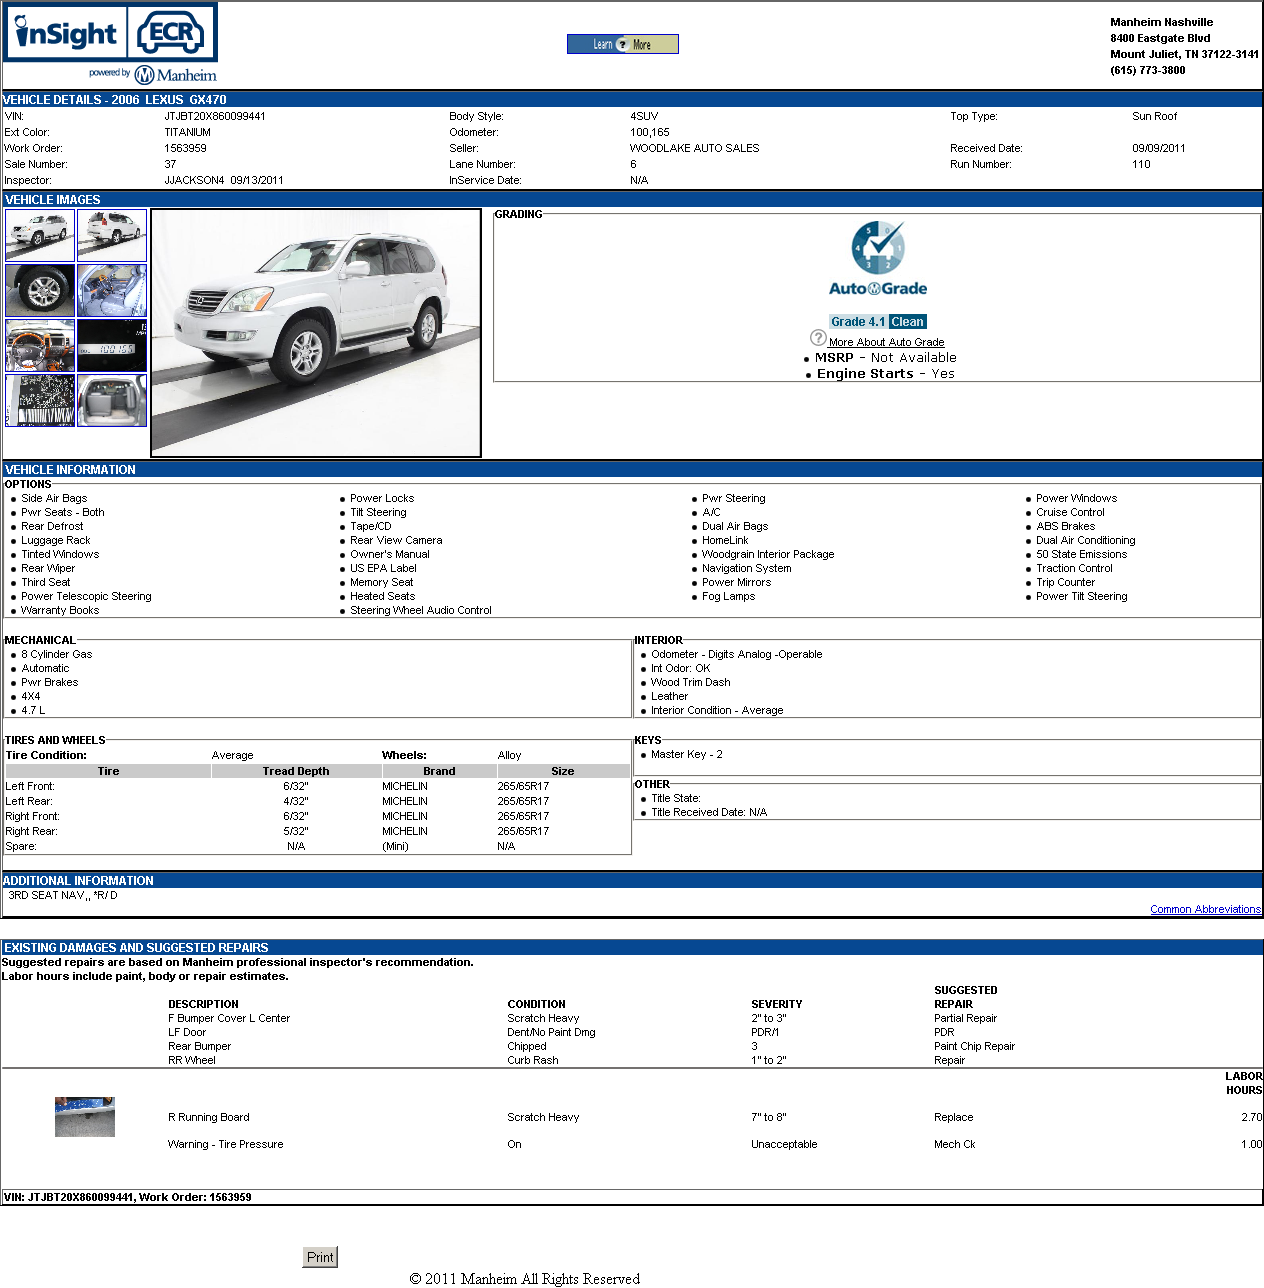 inSight ECR
powered by Manheim
Learn ? More
Manheim Nashville
8400 Eastgate Blvd
Mount Juliet, TN 37122-3141
(615) 773-3800
VEHICLE DETAILS - 2006 LEXUS GX470
VIN: JTJBT20X860099441 Body Style: 4SUV Top Type: Sun Roof
Ext Color: TITANIUM Odometer: 100,165
Work Order: 1563959 Seller: WOODLAKE AUTO SALES Received Date: 09/09/2011
Sale Number: 37 Lane Number: 6 Run Number: 110
Inspector: JJACKSON4 09/13/2011 InService Date: N/A
VEHICLE IMAGES
GRADING
5 0
4 1
3 2
AutoGrade
Grade 4.1 Clean
? More About Auto Grade
• MSRP - Not Available
• Engine Starts - Yes
100165
VEHICLE INFORMATION
OPTIONS
• Side Air Bags • Power Locks • Pwr Steering • Power Windows
• Pwr Seats - Both • Tilt Steering • A/C • Cruise Control
• Rear Defrost • Tape/CD • Dual Air Bags • ABS Brakes
• Luggage Rack • Rear View Camera • HomeLink • Dual Air Conditioning
• Tinted Windows • Owner's Manual • Woodgrain Interior Package • 50 State Emissions
• Rear Wiper • US EPA Label • Navigation System • Traction Control
• Third Seat • Memory Seat • Power Mirrors • Trip Counter
• Power Telescopic Steering • Heated Seats • Fog Lamps • Power Tilt Steering
• Warranty Books • Steering Wheel Audio Control
MECHANICAL
• 8 Cylinder Gas
• Automatic
• Pwr Brakes
• 4X4
• 4.7 L
INTERIOR
• Odometer - Digits Analog -Operable
• Int Odor: OK
• Wood Trim Dash
• Leather
• Interior Condition - Average
TIRES AND WHEELS
Tire Condition: Average Wheels: Alloy
Tire Tread Depth Brand Size
Left Front: 6/32" MICHELIN 265/65R17
Left Rear: 4/32" MICHELIN 265/65R17
Right Front: 6/32" MICHELIN 265/65R17
Right Rear: 5/32" MICHELIN 265/65R17
Spare: N/A (Mini) N/A
KEYS
• Master Key - 2
OTHER
• Title State:
• Title Received Date: N/A
ADDITIONAL INFORMATION
3RD SEAT NAV,, *R/D
Common Abbreviations
EXISTING DAMAGES AND SUGGESTED REPAIRS
Suggested repairs are based on Manheim professional inspector's recommendation.
Labor hours include paint, body or repair estimates.
DESCRIPTION CONDITION SEVERITY SUGGESTED REPAIR
F Bumper Cover L Center Scratch Heavy 2" to 3" Partial Repair
LF Door Dent/No Paint Dmg PDR/1 PDR
Rear Bumper Chipped 3 Paint Chip Repair
RR Wheel Curb Rash 1" to 2" Repair
LABOR HOURS
R Running Board Scratch Heavy 7" to 8" Replace 2.70
Warning - Tire Pressure On Unacceptable Mech Ck 1.00
VIN: JTJBT20X860099441, Work Order: 1563959
Print
© 2011 Manheim All Rights Reserved